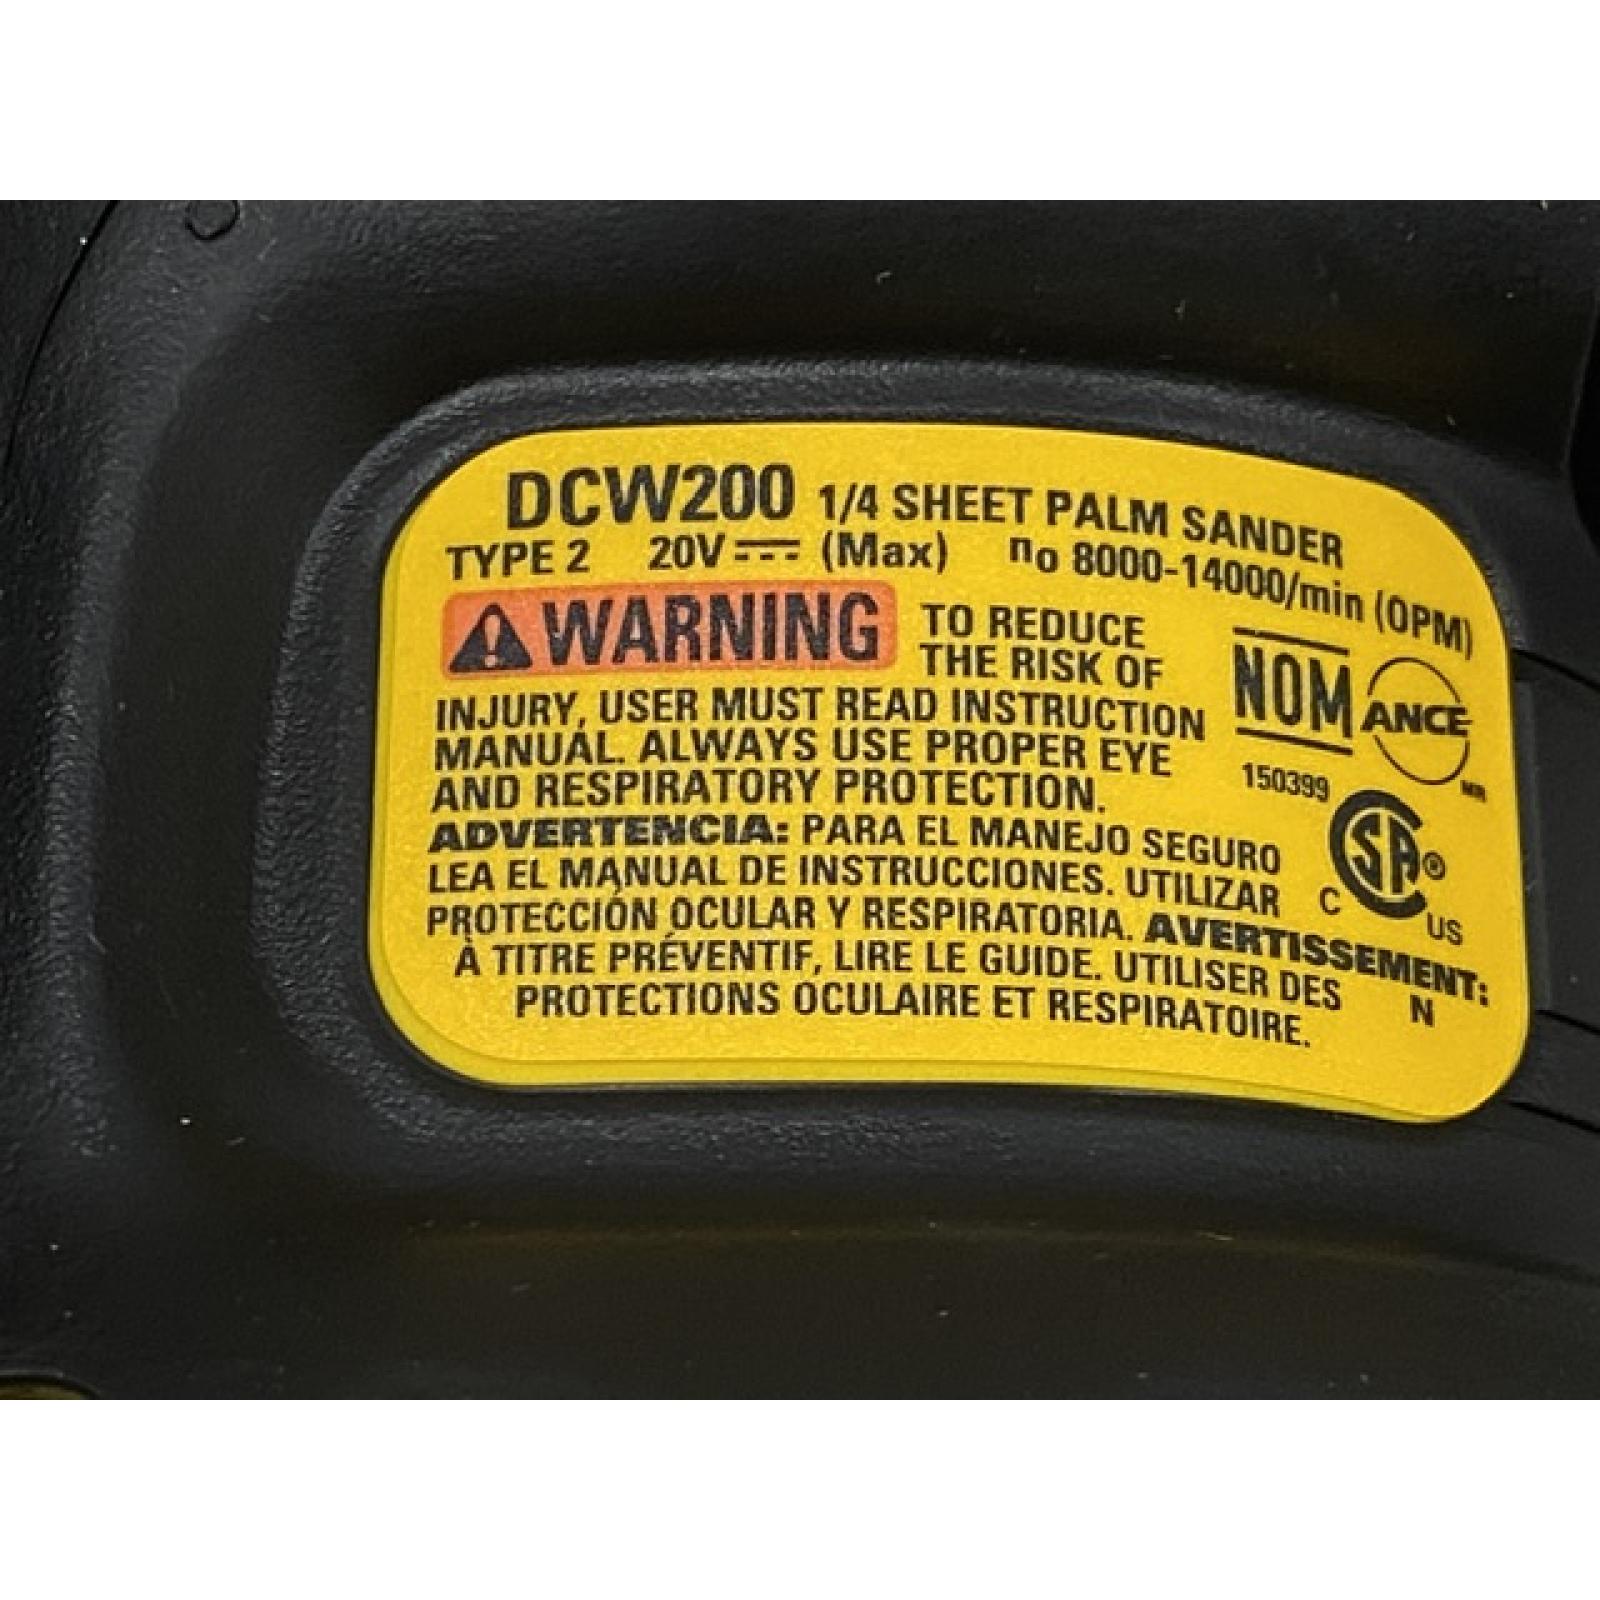 DCW200 1/4 SHEET PALM SANDER
TYPE 2 20V⎓ (Max) no 8000-14000/min (OPM)
⚠WARNING TO REDUCE
THE RISK OF
INJURY, USER MUST READ INSTRUCTION
MANUAL. ALWAYS USE PROPER EYE
AND RESPIRATORY PROTECTION.
ADVERTENCIA: PARA EL MANEJO SEGURO
LEA EL MANUAL DE INSTRUCCIONES. UTILIZAR
PROTECCIÓN OCULAR Y RESPIRATORIA. AVERTISSEMENT:
À TITRE PRÉVENTIF, LIRE LE GUIDE. UTILISER DES
PROTECTIONS OCULAIRE ET RESPIRATOIRE.
NOM ANCE
MR
150399
C SA® US
N